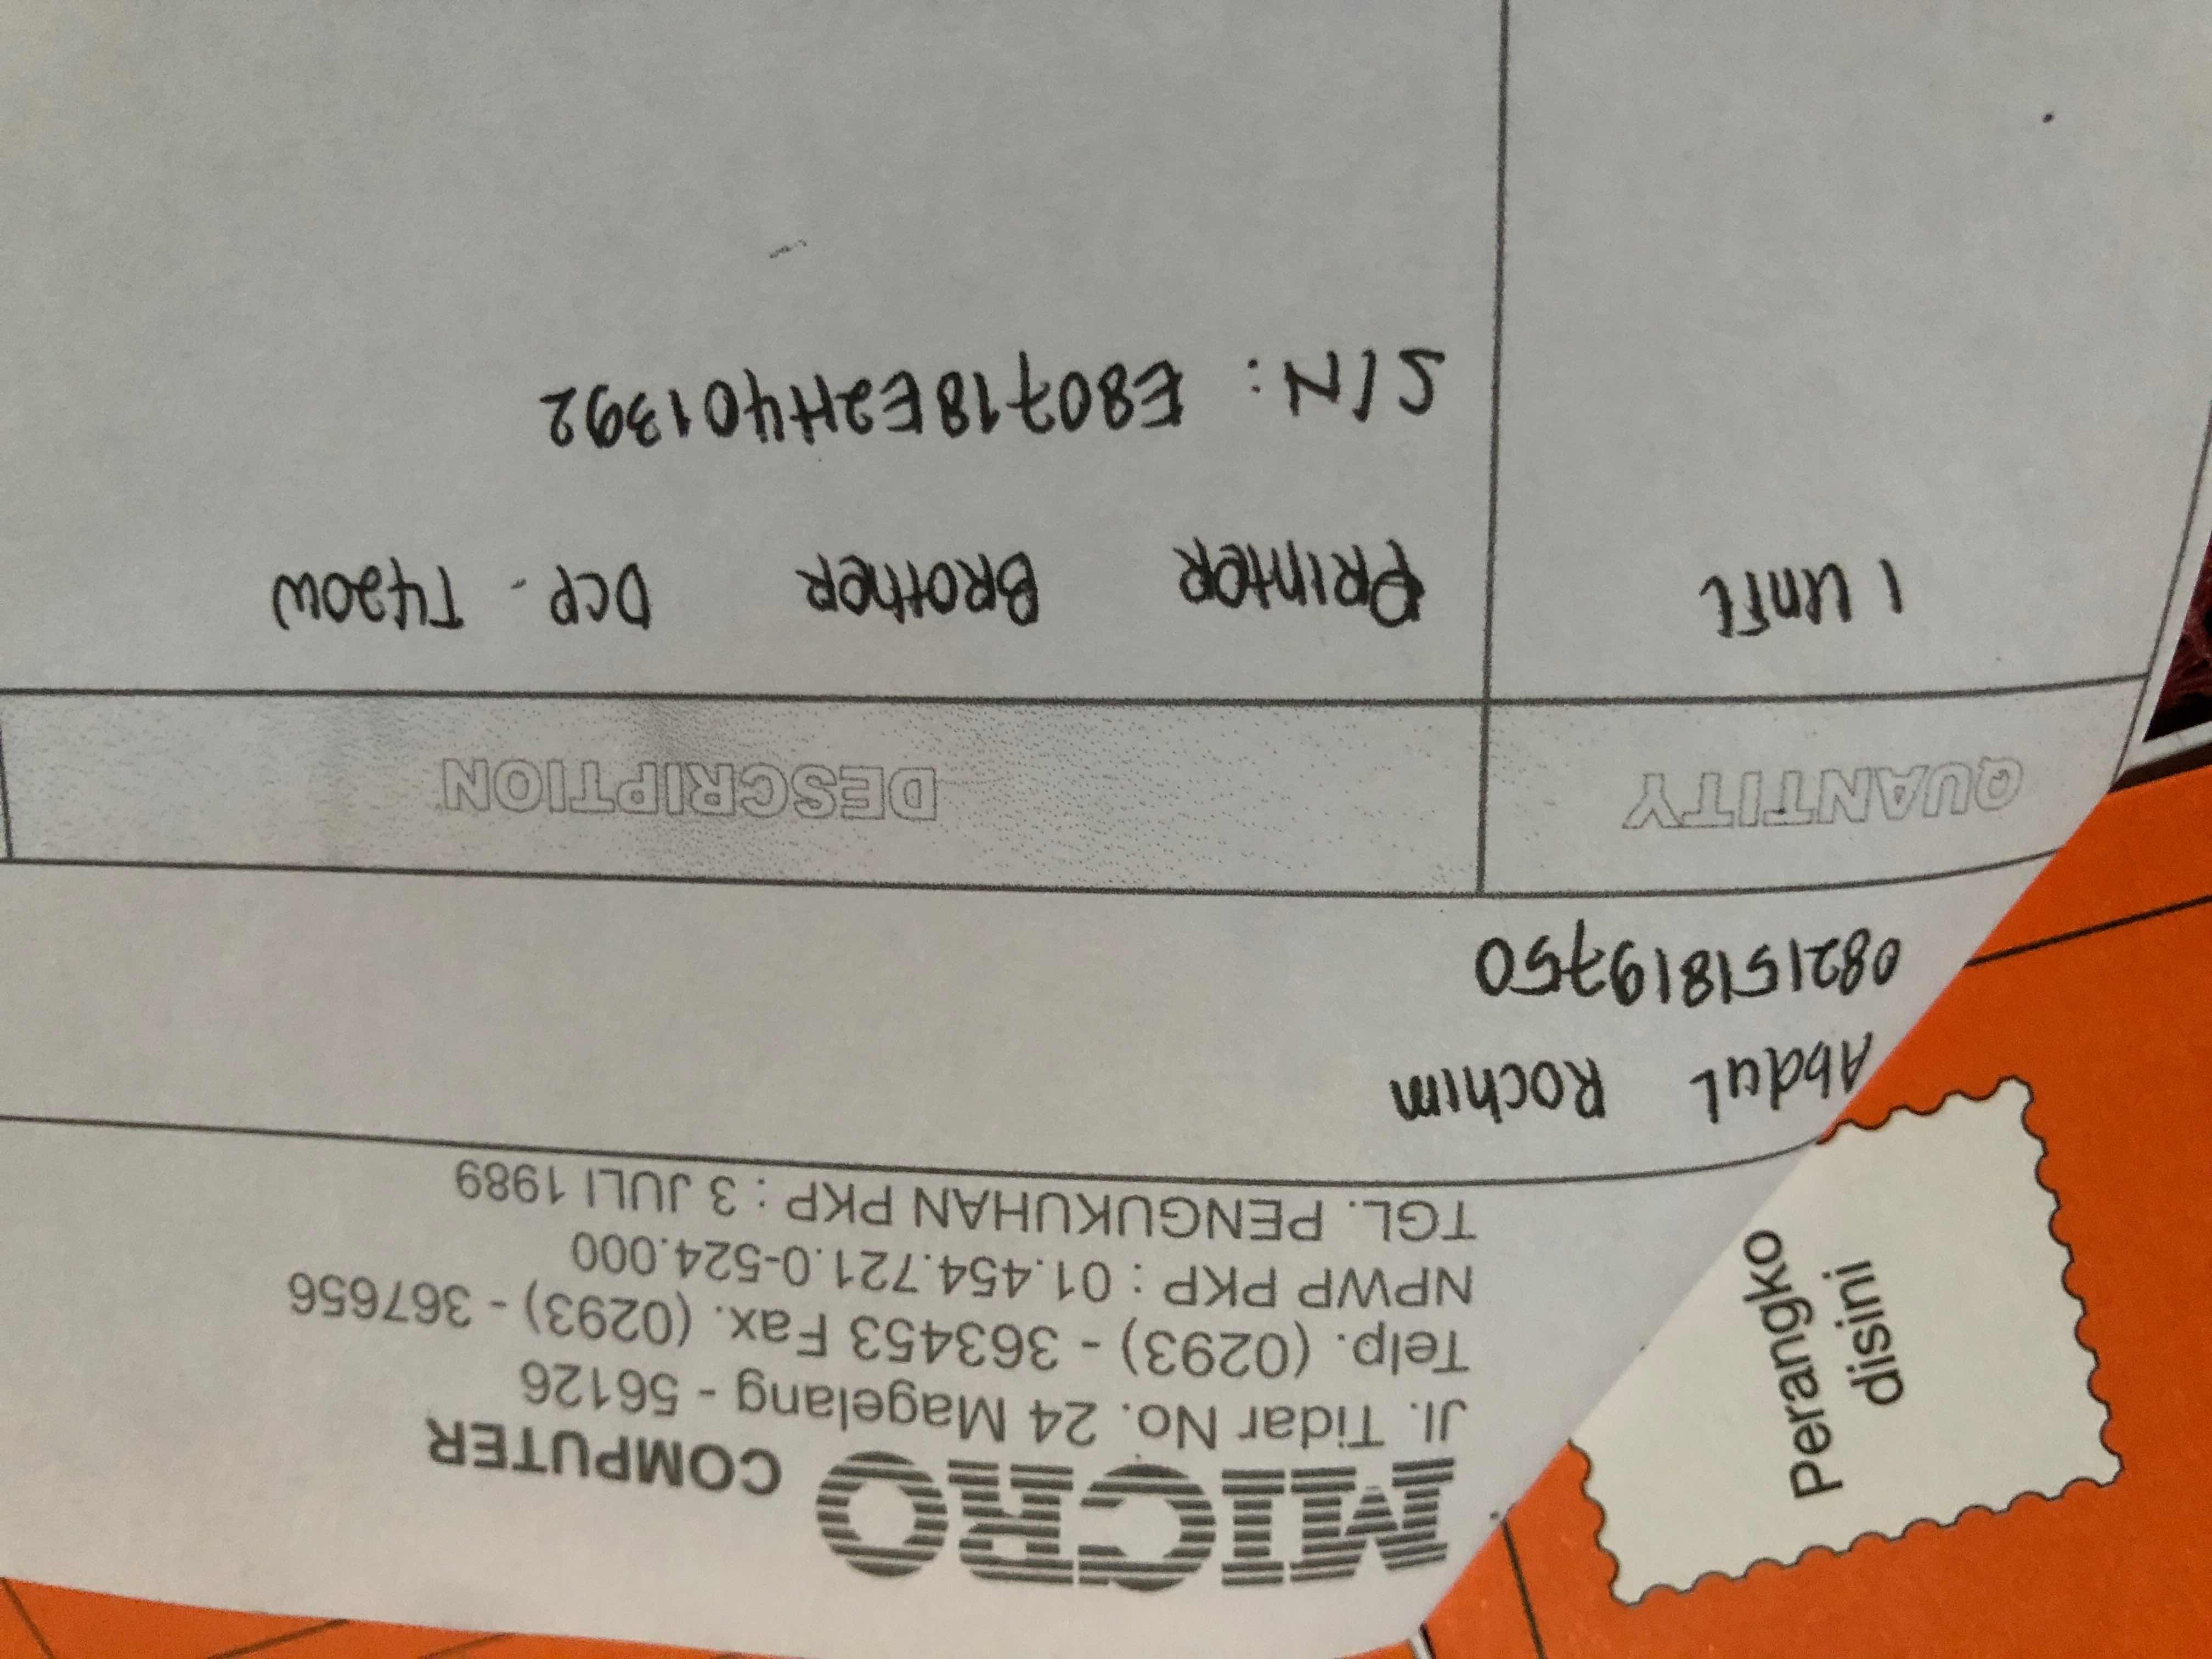 MICRO COMPUTER
Jl. Tidar No. 24 Magelang - 56126
Telp. (0293) - 363453 Fax. (0293) - 367656
NPWP PKP : 01.454.721.0-524.000
TGL. PENGUKUHAN PKP : 3 JULI 1989
Abdul Rochim
082151819750
QUANTITY DESCRIPTION
1 Unit PRinteR BRotheR DCP- T420W
S/N: E80718E2H401392
Perangko
disini